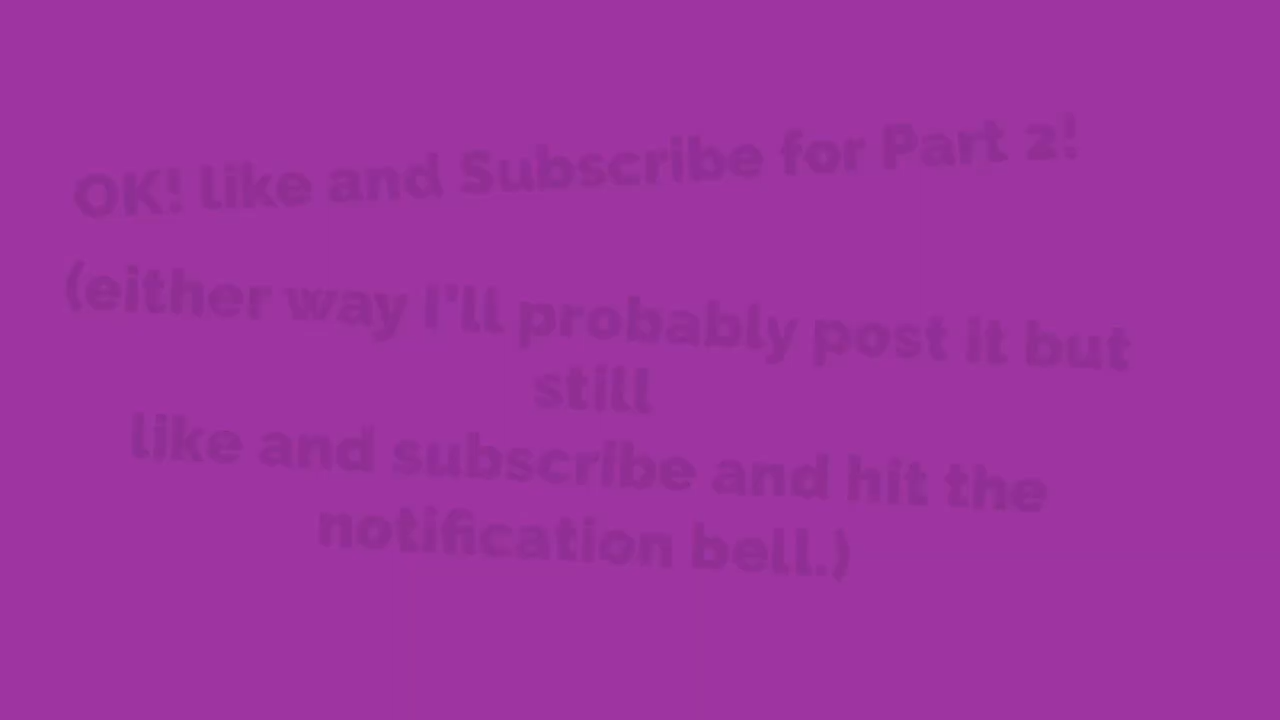 OK! like and Subscribe for Part 2!
(either way I'll probably post it but
still
like and subscribe and hit the
notification bell.)